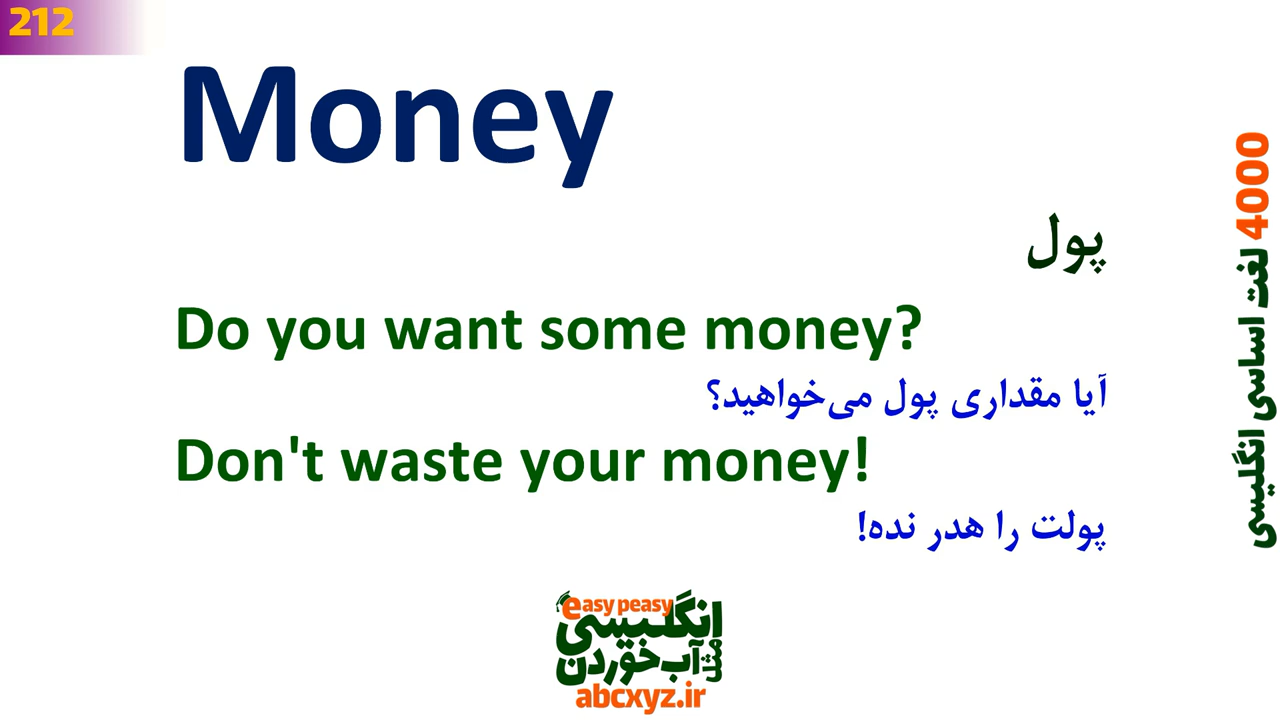 212
Money
پول
Do you want some money?
آیا مقداری پول می‌خواهید؟
Don't waste your money!
پولت را هدر نده!
4000 لغت اساسی انگلیسی
easy peasy
انگلیسی
مثل آب خوردن
abcxyz.ir